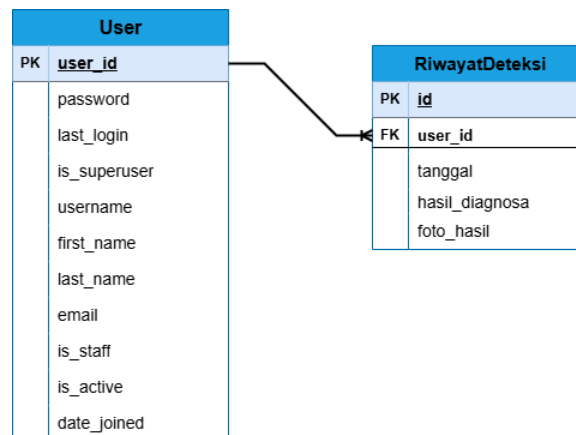 User
PK user_id
password
last_login
is_superuser
username
first_name
last_name
email
is_staff
is_active
date_joined
RiwayatDeteksi
PK id
FK user_id
tanggal
hasil_diagnosa
foto_hasil